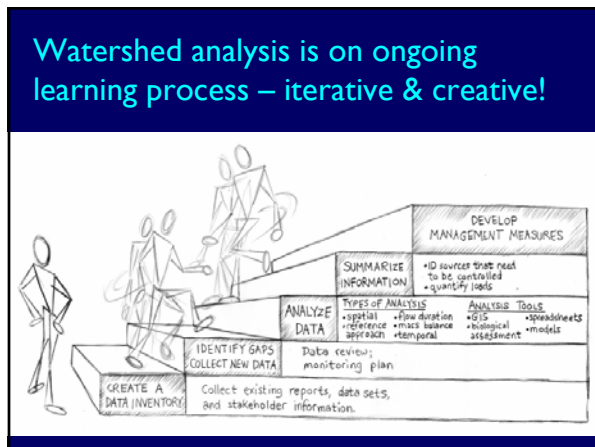 Watershed analysis is on ongoing
learning process – iterative & creative!
DEVELOP
MANAGEMENT MEASURES
SUMMARIZE
INFORMATION
•ID sources that need
to be controlled
•quantify loads
ANALYZE
DATA
TYPES OF ANALYSIS
•spatial •flow duration
•reference •mass balance
approach •temporal
ANALYSIS TOOLS
•GIS •spreadsheets
•biological •models
assessment
IDENTIFY GAPS
COLLECT NEW DATA
Data review;
monitoring plan
CREATE A
DATA INVENTORY
Collect existing reports, data sets,
and stakeholder information.